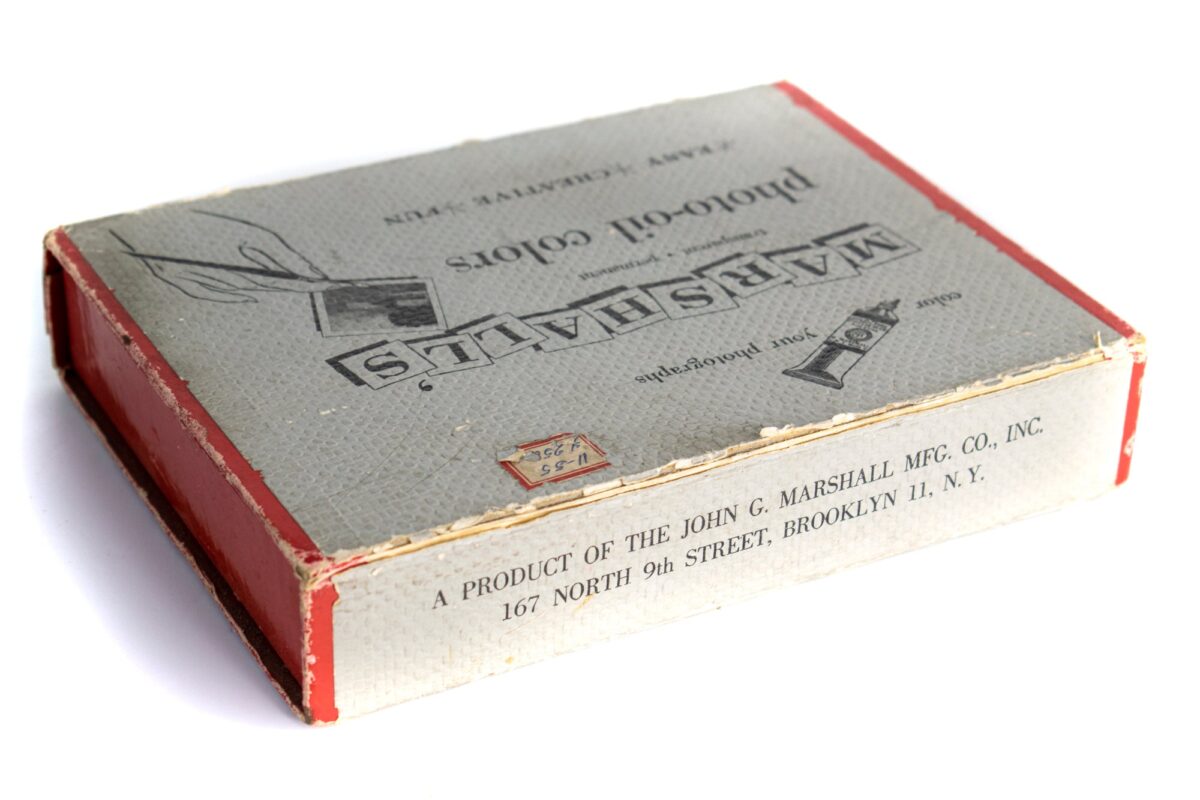 color your photographs
MARSHALL'S
transparent • permanent
photo-oil colors
EASY CREATIVE FUN
A PRODUCT OF THE JOHN G. MARSHALL MFG. CO., INC.
167 NORTH 9th STREET, BROOKLYN 11, N. Y.